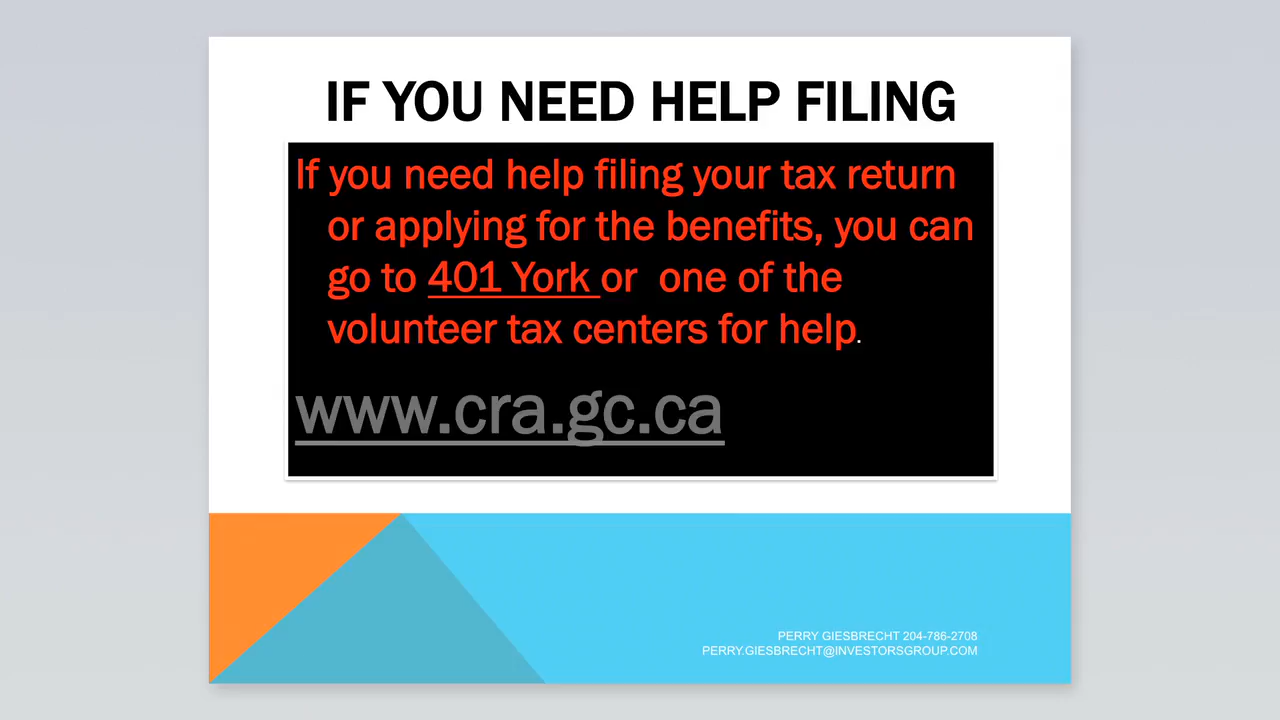 IF YOU NEED HELP FILING
If you need help filing your tax return
or applying for the benefits, you can
go to 401 York or  one of the
volunteer tax centers for help.
www.cra.gc.ca
PERRY GIESBRECHT 204-786-2708
PERRY.GIESBRECHT@INVESTORSGROUP.COM